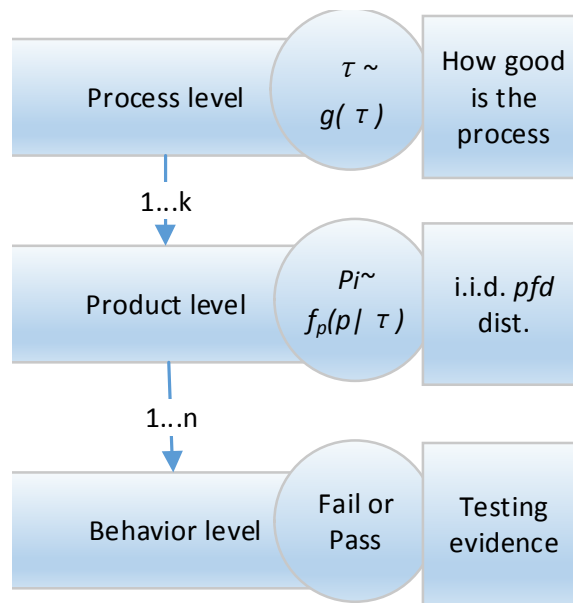 Process level
τ ~
g( τ )
How good
is the
process
1...k
Product level
Pi~
fₚ(p| τ )
i.i.d. pfd
dist.
1...n
Behavior level
Fail or
Pass
Testing
evidence